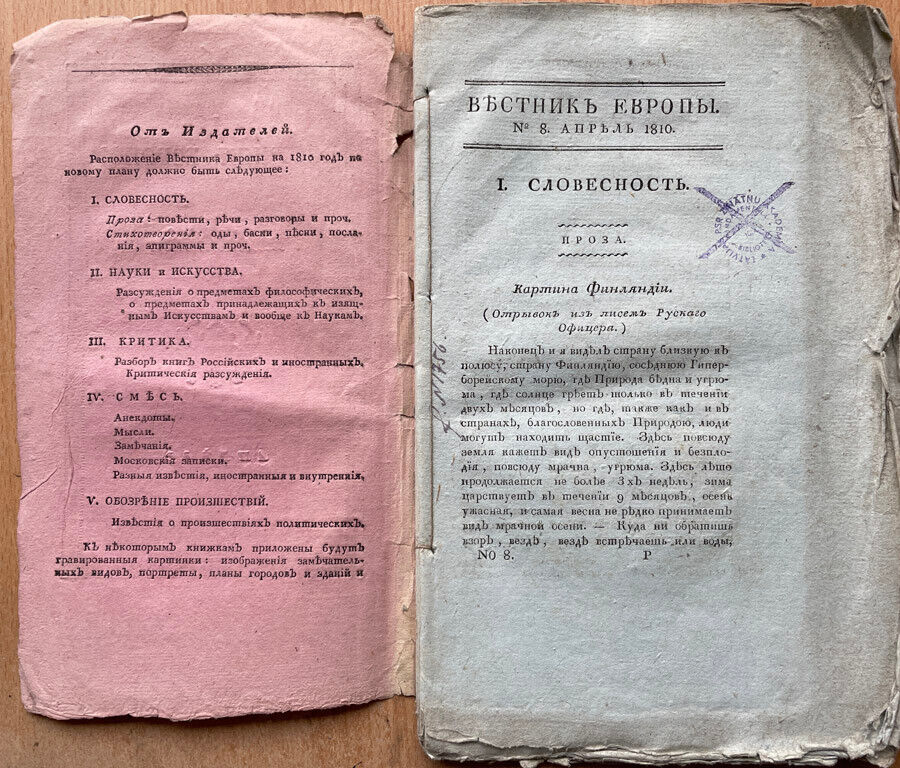 Отъ Издателей.
Расположеніе Вѣстника Европы на 1810 годъ по
новому плану должно быть слѣдующее:
I. СЛОВЕСНОСТЬ.
Проза: повѣсти, рѣчи, разговоры и проч.
Стихотворенія: оды, басни, пѣсни, посла-
нія, эпиграммы и проч.
II. НАУКИ и ИСКУССТВА.
Разсужденія о предметахъ философическихъ,
о предметахъ принадлежащихъ къ изящ-
нымъ Искусствамъ и вообще къ Наукамъ.
III. КРИТИКА.
Разборъ книгъ Россійскихъ и иностранныхъ.
Критическія разсужденія.
IV. СМѢСЬ.
Анекдоты.
Мысли.
Замѣчанія.
Московскія записки.
Разныя извѣстія, иностранныя и внутреннія,
V. ОБОЗРѢНІЕ ПРОИЗШЕСТВІЙ.
Извѣстія о произшествіяхъ политическихъ.
Къ нѣкоторымъ книжкамъ приложены будутъ
гравированныя картинки: изображенія замѣчатель-
ныхъ видовъ, портреты, планы городовъ и зданій и
ВѢСТНИКЪ ЕВРОПЫ.
№ 8. АПРѢЛЬ 1810.
I. СЛОВЕСНОСТЬ.
ПРОЗА.
Картина Финляндіи.
(Отрывокъ изъ писемъ Рускаго
Офицера.)
Наконецъ и я видѣлъ страну близкую къ
полюсу, страну Финляндію, сосѣднюю Гипер-
борейскому морю, гдѣ Природа бѣдна и угрю-
ма, гдѣ солнце грѣетъ только въ теченіи
двухъ мѣсяцовъ, но гдѣ, также какъ и въ
странахъ, благословенныхъ Природою, люди
могутъ находить щастіе. Здѣсь повсюду
земля кажетъ видъ опустошенія и безпло-
дія, повсюду мрачна, угрюма. Здѣсь лѣто
продолжается не болѣе 3хъ недѣль, зима
царствуетъ въ теченіи 9 мѣсяцовъ, осень
ужасная, и самая весна не рѣдко принимаетъ
видъ мрачной осени. — Куда ни обратишь
взоръ, вездѣ, вездѣ встрѣчаешь или воды,
NO 8. Р